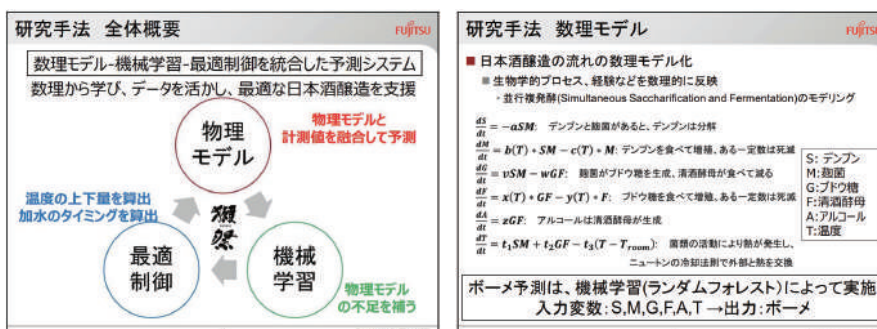 研究手法　全体概要
FUJITSU
数理モデル-機械学習-最適制御を統合した予測システム
数理から学び、データを活かし、最適な日本酒醸造を支援
物理
モデル
物理モデルと
計測値を融合して予測
温度の上下量を算出
加水のタイミングを算出
獺
祭
最適
制御
機械
学習
物理モデル
の不足を補う
研究手法　数理モデル
FUJITSU
■ 日本酒醸造の流れの数理モデル化
■ 生物学的プロセス、経験などを数理的に反映
・並行複発酵(Simultaneous Saccharification and Fermentation)のモデリング
dS/dt = −aSM: デンプンと麹菌があると、デンプンは分解
dM/dt = b(T) * SM − c(T) * M: デンプンを食べて増殖、ある一定数は死滅
dG/dt = vSM − wGF: 麹菌がブドウ糖を生成、清酒酵母が食べて減る
dF/dt = x(T) * GF − y(T) * F: ブドウ糖を食べて増殖、ある一定数は死滅
dA/dt = zGF: アルコールは清酒酵母が生成
dT/dt = t₁SM + t₂GF − t₃(T − T_room): 菌類の活動により熱が発生し、
ニュートンの冷却法則で外部と熱を交換
S: デンプン
M:麹菌
G:ブドウ糖
F:清酒酵母
A:アルコール
T:温度
ボーメ予測は、機械学習(ランダムフォレスト)によって実施
入力変数:S,M,G,F,A,T →出力:ボーメ